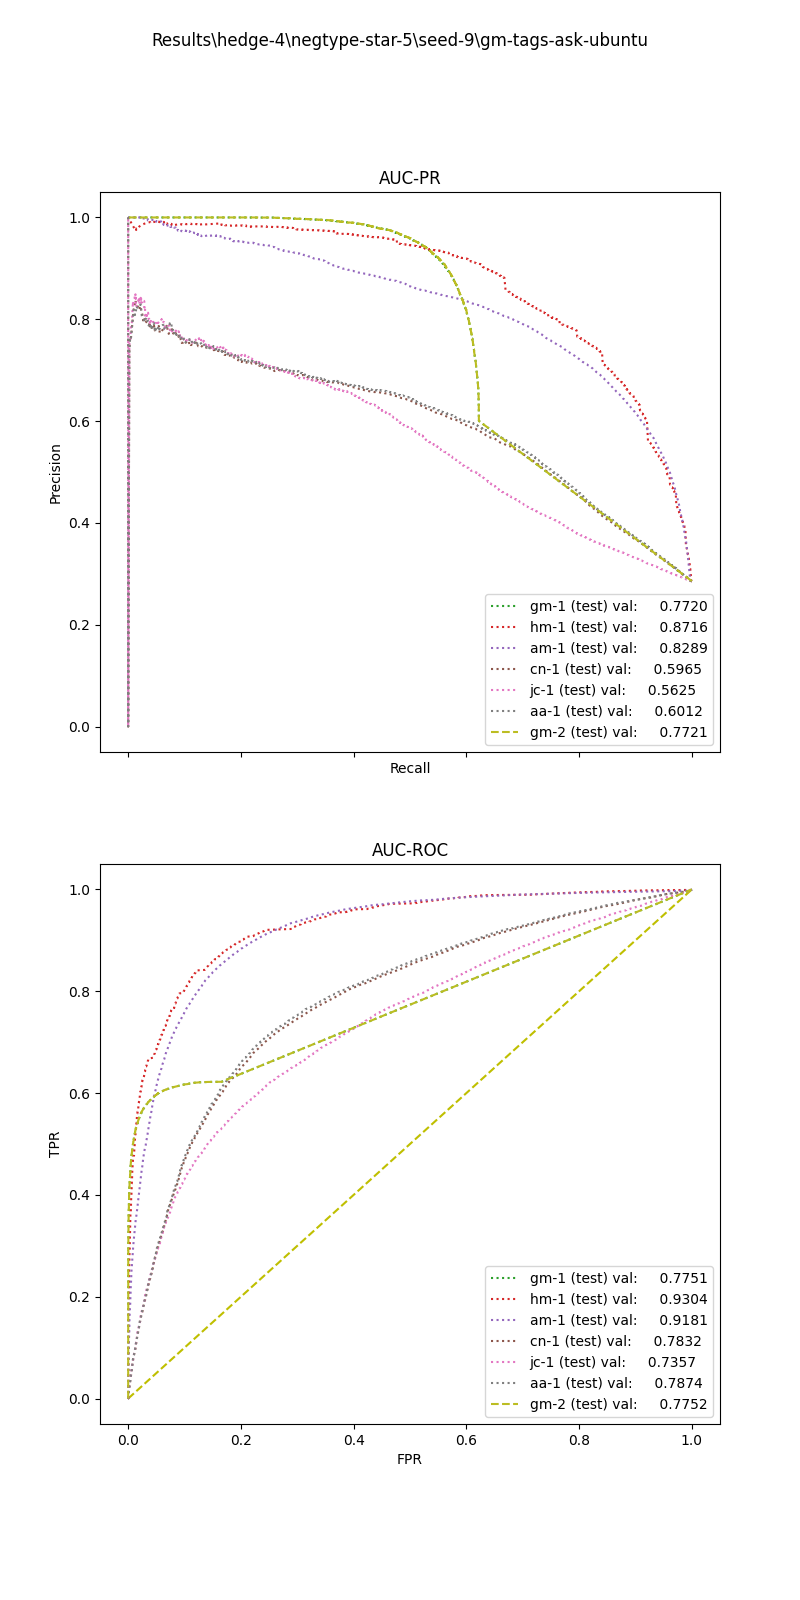 Results\hedge-4\negtype-star-5\seed-9\gm-tags-ask-ubuntu
AUC-PR
1.0
0.8
0.6
0.4
0.2
0.0
Precision
Recall
gm-1 (test) val: 0.7720
hm-1 (test) val: 0.8716
am-1 (test) val: 0.8289
cn-1 (test) val: 0.5965
jc-1 (test) val: 0.5625
aa-1 (test) val: 0.6012
gm-2 (test) val: 0.7721
AUC-ROC
1.0
0.8
0.6
0.4
0.2
0.0
TPR
gm-1 (test) val: 0.7751
hm-1 (test) val: 0.9304
am-1 (test) val: 0.9181
cn-1 (test) val: 0.7832
jc-1 (test) val: 0.7357
aa-1 (test) val: 0.7874
gm-2 (test) val: 0.7752
0.0 0.2 0.4 0.6 0.8 1.0
FPR